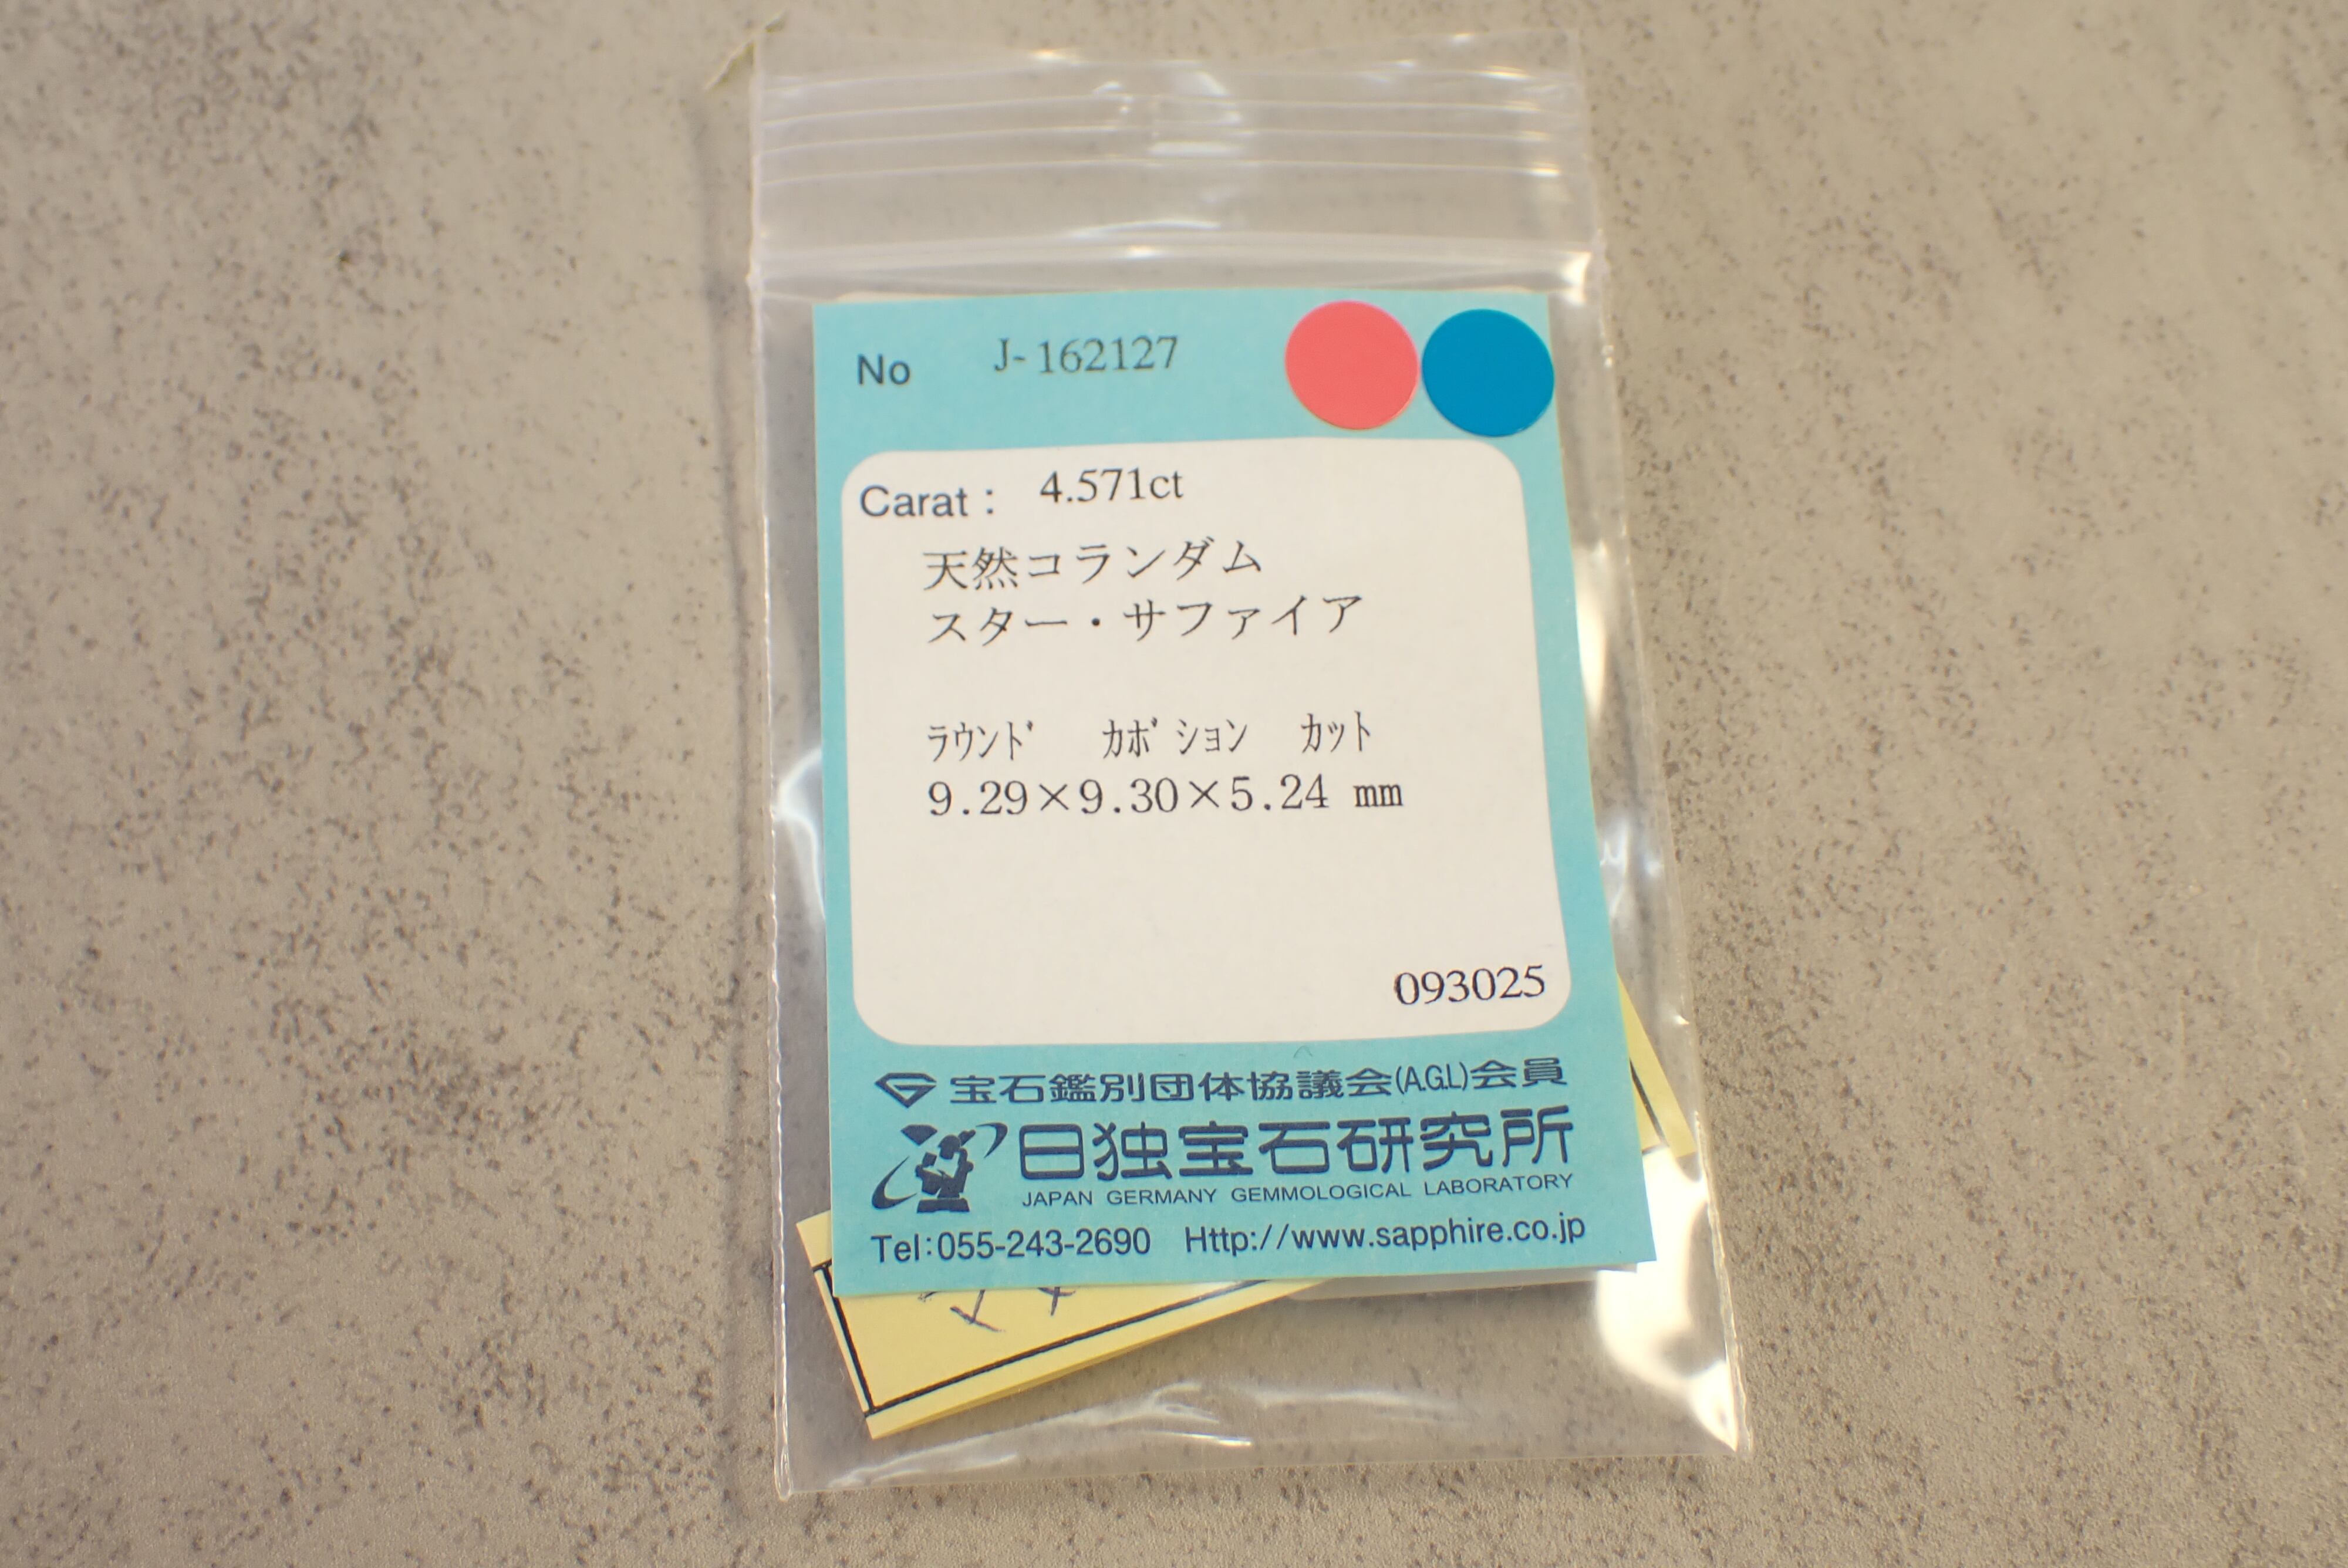 No J-162127
Carat: 4.571ct
天然コランダム
スター・サファイア
ﾗｳﾝﾄﾞ ｶﾎﾞｼｮﾝ ｶｯﾄ
9.29×9.30×5.24 mm
093025
宝石鑑別団体協議会(A.G.L)会員
日独宝石研究所
JAPAN GERMANY GEMMOLOGICAL LABORATORY
Tel:055-243-2690 Http://www.sapphire.co.jp